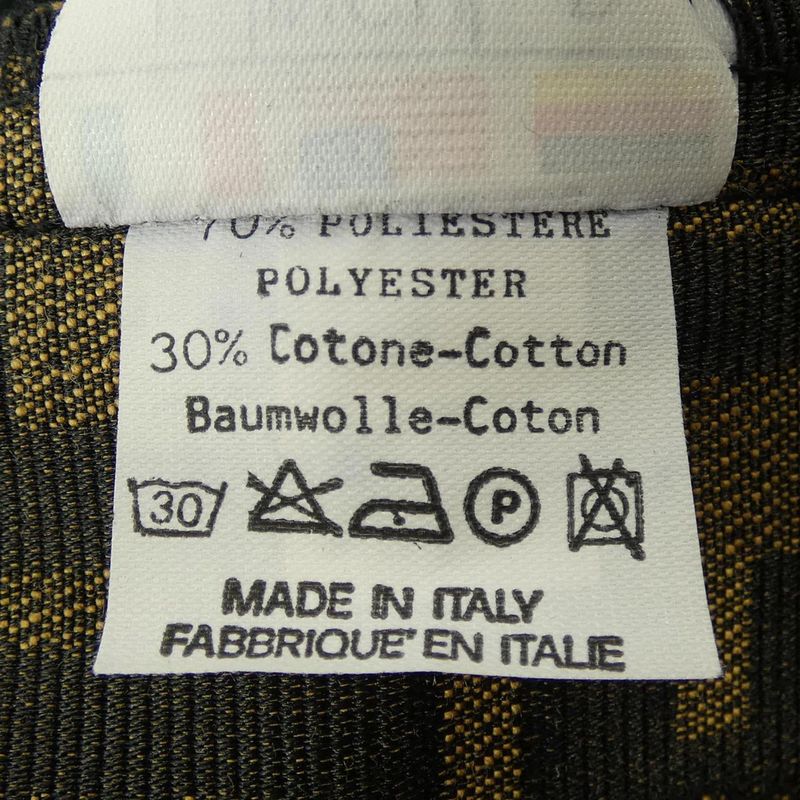 70% POLIESTERE
POLYESTER
30% Cotone-Cotton
Baumwolle-Coton
30 P
MADE IN ITALY
FABBRIQUE' EN ITALIE